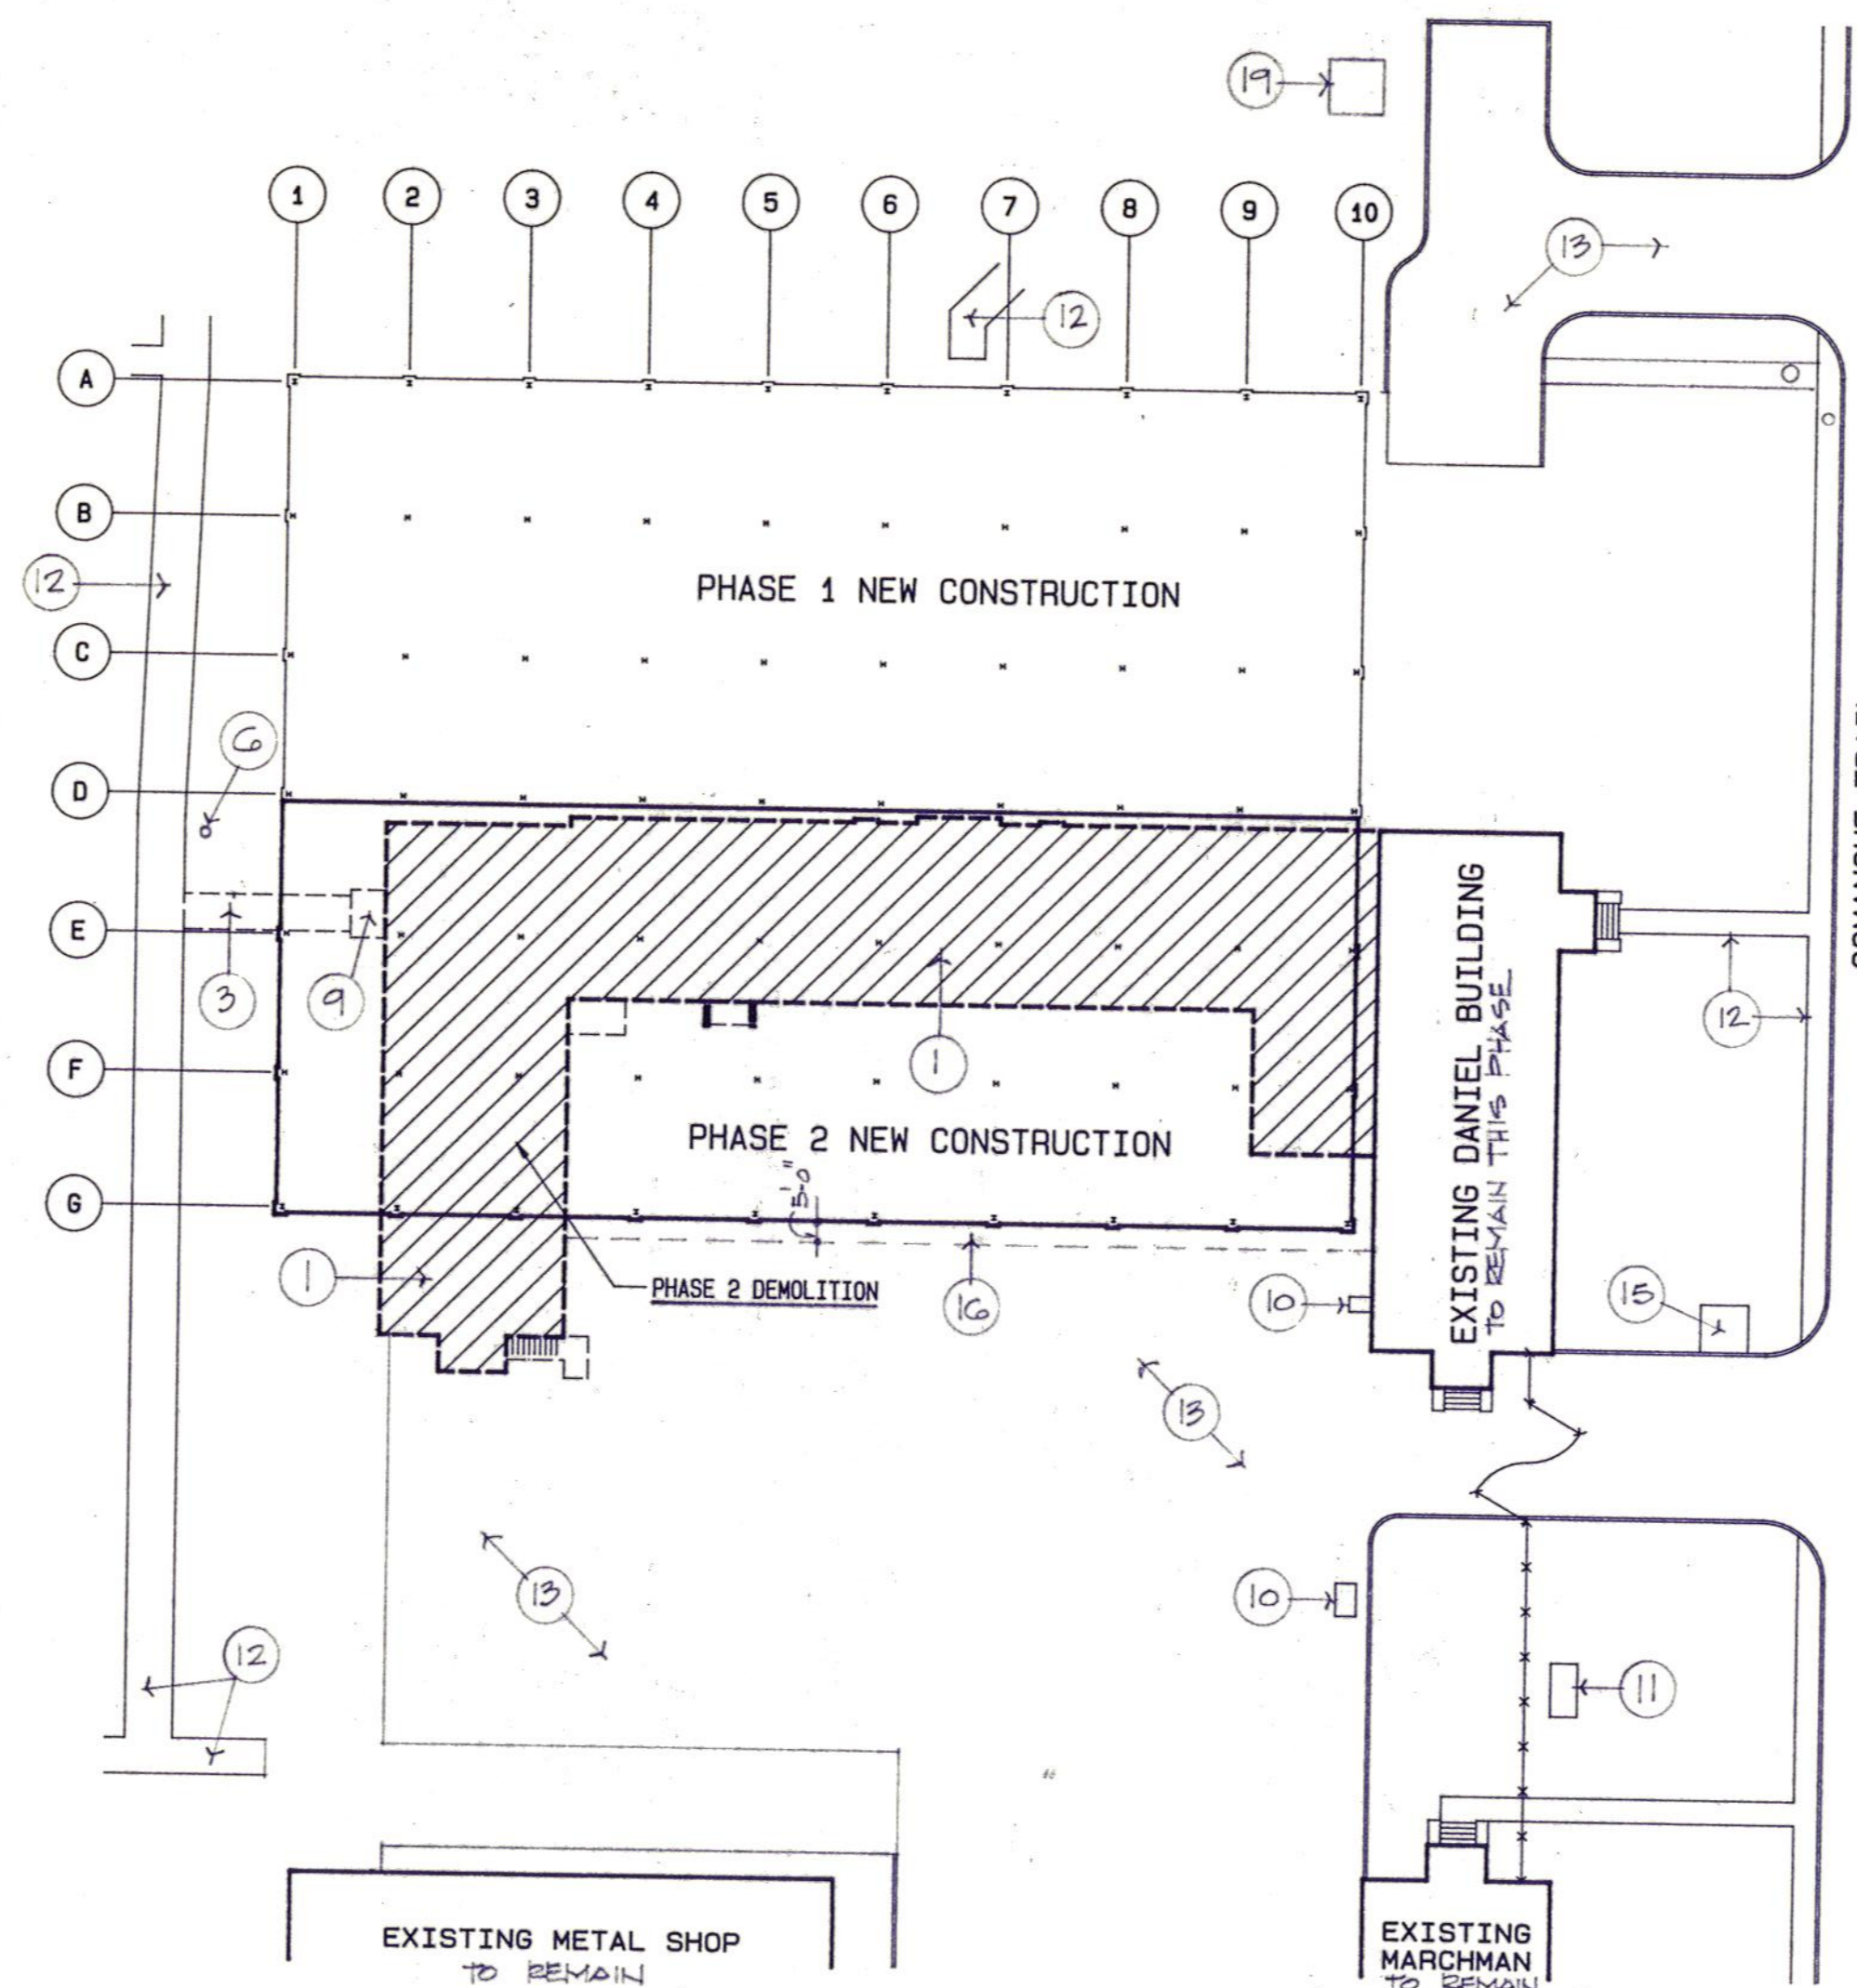 19
1 2 3 4 5 6 7 8 9 10
13
12
A
B
PHASE 1 NEW CONSTRUCTION
12
C
6
D
E
3
9
1
12
EXISTING DANIEL BUILDING
TO REMAIN THIS PHASE
F
PHASE 2 NEW CONSTRUCTION
5'-0"
G
1
PHASE 2 DEMOLITION
16
10
15
13
13
10
12
11
EXISTING METAL SHOP
TO REMAIN
EXISTING
MARCHMAN
TO REMAIN